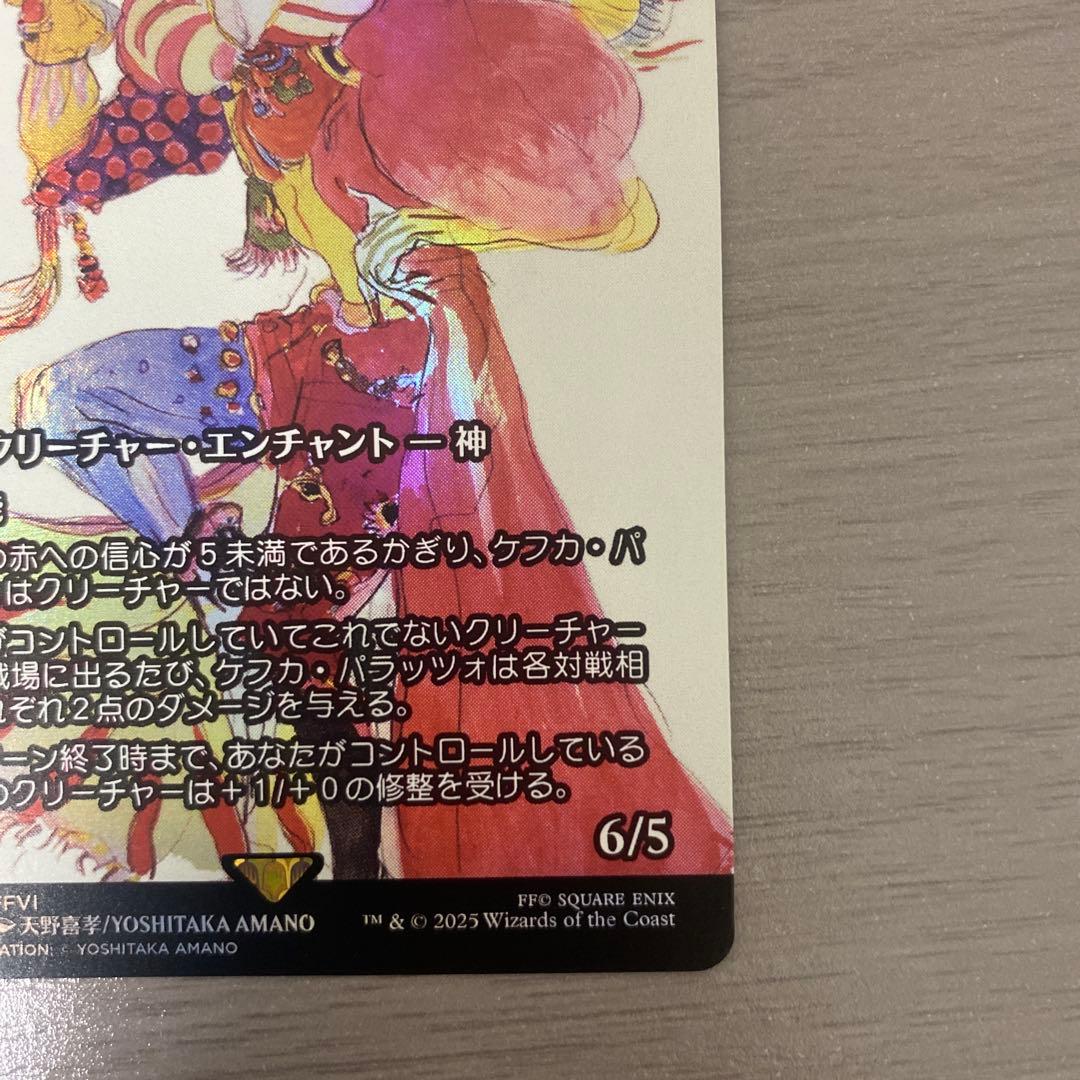 クリーチャー・エンチャント — 神
の赤への信心が5未満であるかぎり、ケフカ・パ
はクリーチャーではない。
がコントロールしていてこれでないクリーチャー
戦場に出るたび、ケフカ・パラッツォは各対戦相
れぞれ2点のダメージを与える。
ーン終了時まで、あなたがコントロールしている
のクリーチャーは+1/+0の修整を受ける。
6/5
FFVI
天野喜孝/YOSHITAKA AMANO
ATION: © YOSHITAKA AMANO
FF© SQUARE ENIX
™ & © 2025 Wizards of the Coast